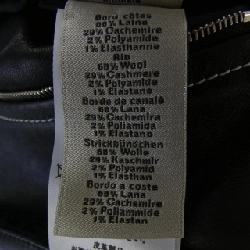 Bord côtes
68% Laine
29% Cachemire
2% Polyamide
1% Elasthanne
Rib
68% Wool
29% Cashmere
2% Polyamide
1% Elastane
Borde de canalé
68% Lana
29% Cachemira
2% Poliamida
1% Elastano
Strickbündchen
68% Wolle
29% Kaschmir
2% Polyamid
1% Elasthan
Bordo a coste
68% Lana
29% Cachemire
2% Poliammide
1% Elastan